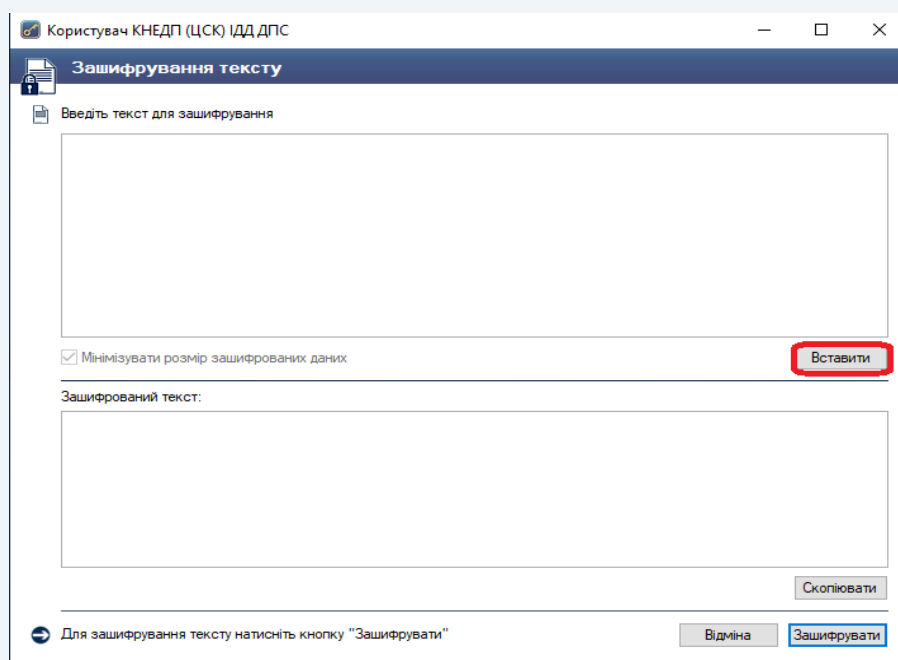 Користувач КНЕДП (ЦСК) ІДД ДПС
Зашифрування тексту
Введіть текст для зашифрування
Мінімізувати розмір зашифрованих даних
Вставити
Зашифрований текст:
Скопіювати
Для зашифрування тексту натисніть кнопку "Зашифрувати"
Відміна
Зашифрувати